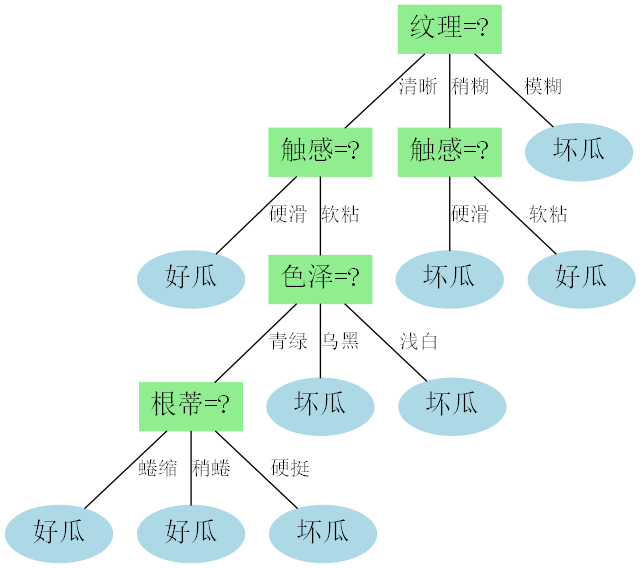 纹理=?
清晰 稍糊 模糊
触感=? 触感=? 坏瓜
硬滑 软粘 硬滑 软粘
好瓜 色泽=? 坏瓜 好瓜
青绿 乌黑 浅白
根蒂=? 坏瓜 坏瓜
蜷缩 稍蜷 硬挺
好瓜 好瓜 坏瓜